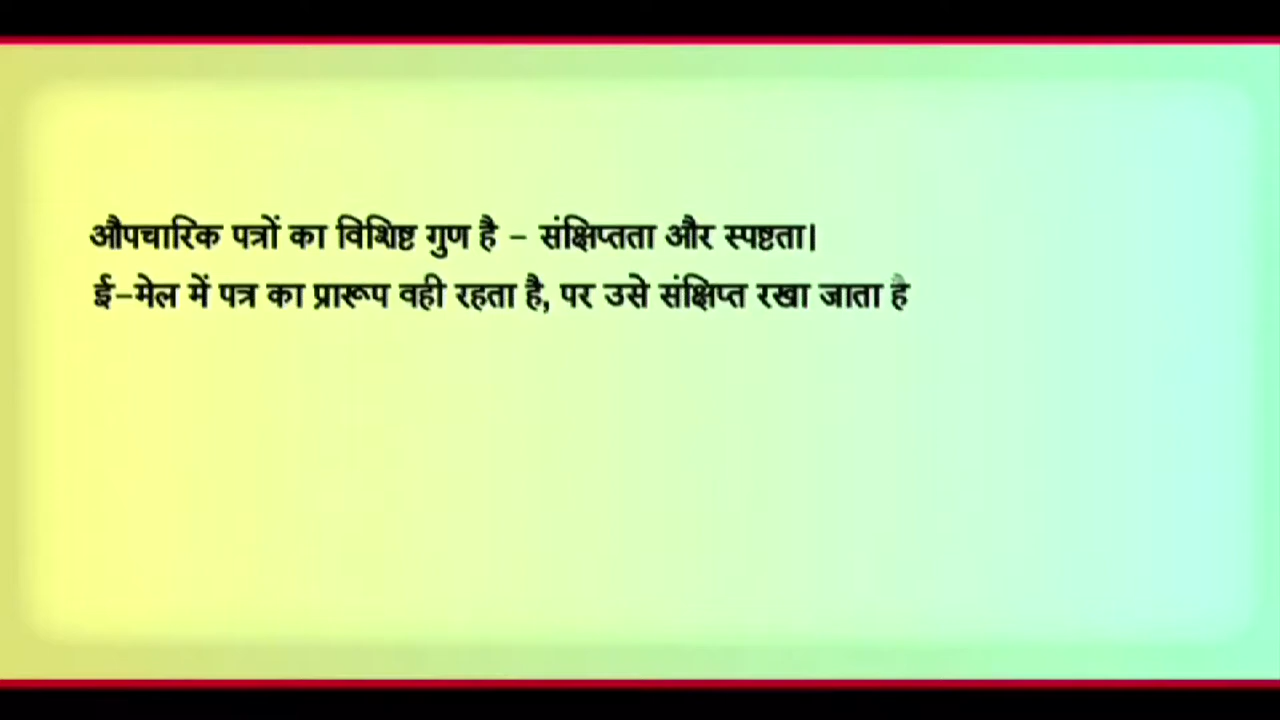 औपचारिक पत्रों का विशिष्ट गुण है – संक्षिप्तता और स्पष्टता।
ई–मेल में पत्र का प्रारूप वही रहता है, पर उसे संक्षिप्त रखा जाता है